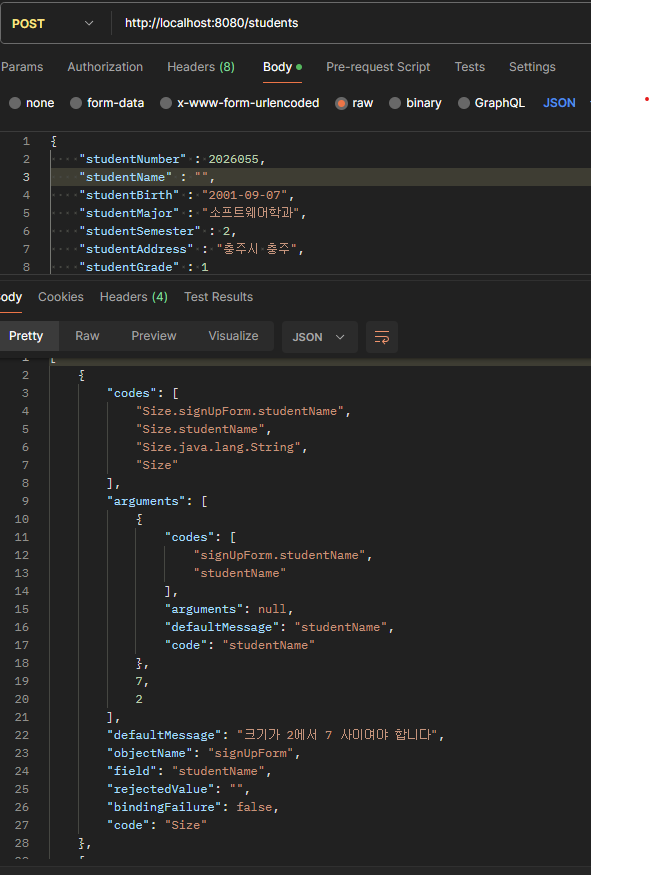 POST http://localhost:8080/students
Params Authorization Headers (8) Body Pre-request Script Tests Settings
none form-data x-www-form-urlencoded raw binary GraphQL JSON
1 {
2 "studentNumber" : 2026055,
3 "studentName" : "",
4 "studentBirth" : "2001-09-07",
5 "studentMajor" : "소프트웨어학과",
6 "studentSemester" : 2,
7 "studentAddress" : "충주시 충주",
8 "studentGrade" : 1
ody Cookies Headers (4) Test Results
Pretty Raw Preview Visualize JSON
1 [
2 {
3 "codes": [
4 "Size.signUpForm.studentName",
5 "Size.studentName",
6 "Size.java.lang.String",
7 "Size"
8 ],
9 "arguments": [
10 {
11 "codes": [
12 "signUpForm.studentName",
13 "studentName"
14 ],
15 "arguments": null,
16 "defaultMessage": "studentName",
17 "code": "studentName"
18 },
19 7,
20 2
21 ],
22 "defaultMessage": "크기가 2에서 7 사이여야 합니다",
23 "objectName": "signUpForm",
24 "field": "studentName",
25 "rejectedValue": "",
26 "bindingFailure": false,
27 "code": "Size"
28 },